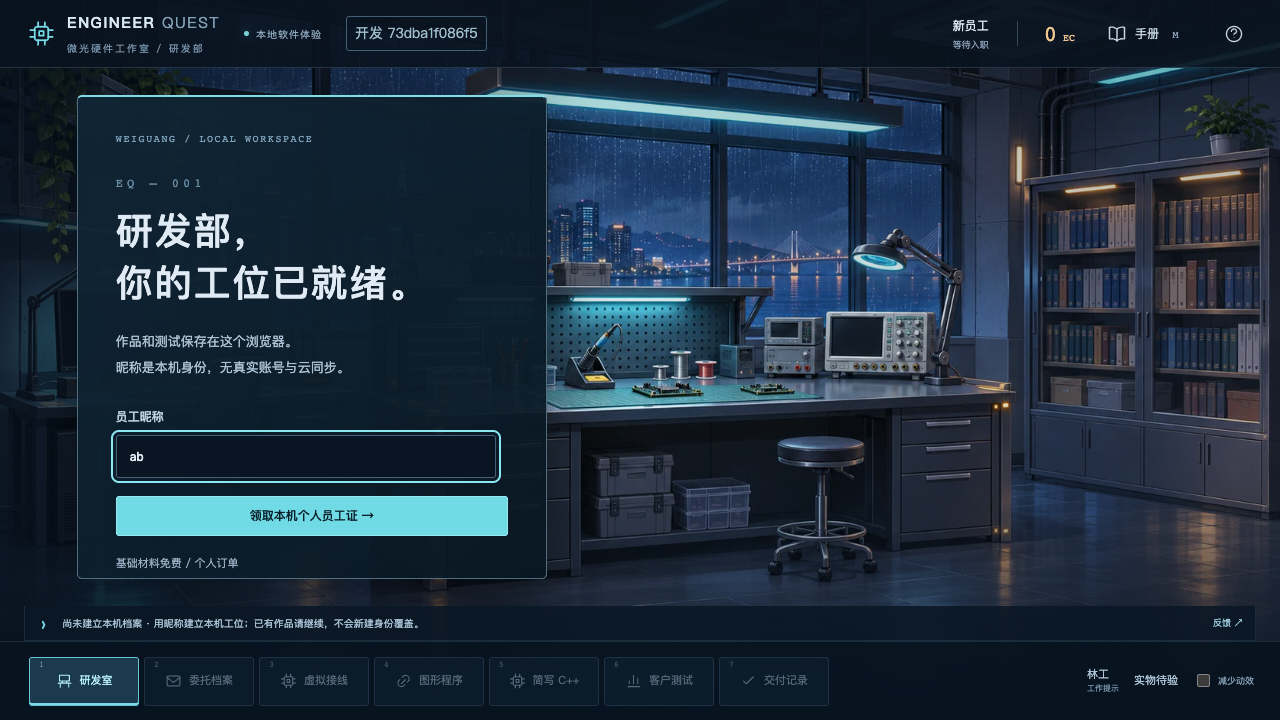 ENGINEER QUEST
微光硬件工作室 / 研发部
本地软件体验
开发 73dba1f086f5
新员工
等待入职
0 EC
手册 M
WEIGUANG / LOCAL WORKSPACE
EQ — 001
研发部，
你的工位已就绪。
作品和测试保存在这个浏览器。
昵称是本机身份，无真实账号与云同步。
员工昵称
ab
领取本机个人员工证 →
基础材料免费 / 个人订单
尚未建立本机档案 · 用昵称建立本机工位；已有作品请继续，不会新建身份覆盖。
反馈 ↗
1 研发室
2 委托档案
3 虚拟接线
4 图形程序
5 简写 C++
6 客户测试
7 交付记录
林工
工作提示
实物待验
减少动效